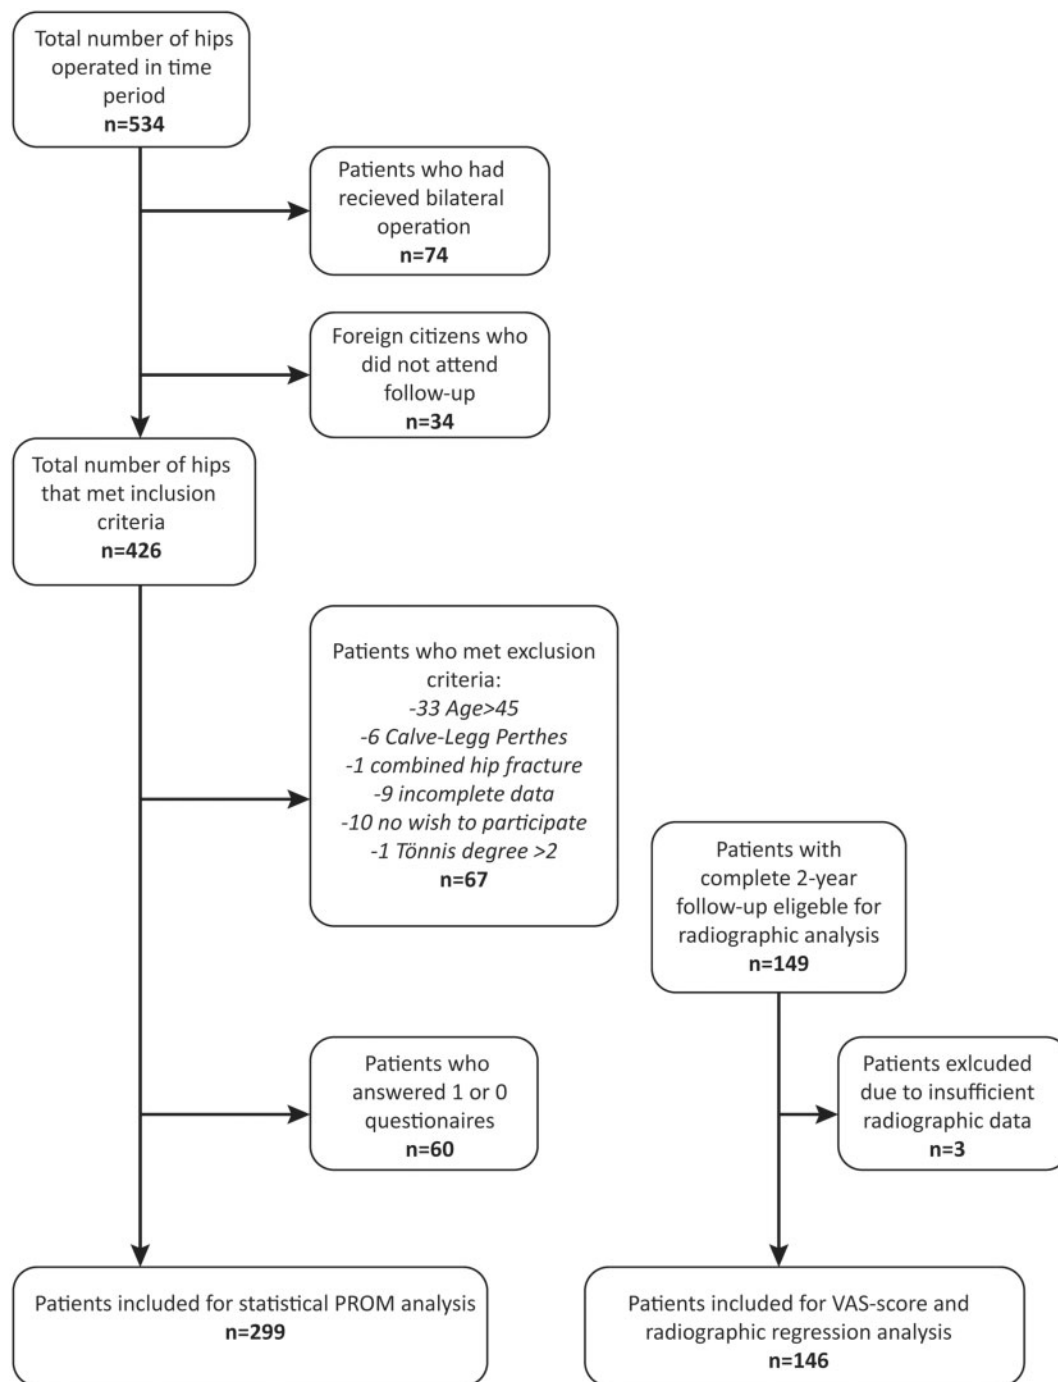 Total number of hips
operated in time
period
n=534
Patients who had
recieved bilateral
operation
n=74
Foreign citizens who
did not attend
follow-up
n=34
Total number of hips
that met inclusion
criteria
n=426
Patients who met exclusion
criteria:
-33 Age>45
-6 Calve-Legg Perthes
-1 combined hip fracture
-9 incomplete data
-10 no wish to participate
-1 Tönnis degree >2
n=67
Patients with
complete 2-year
follow-up eligeble for
radiographic analysis
n=149
Patients who
answered 1 or 0
questionaires
n=60
Patients exlcuded
due to insufficient
radiographic data
n=3
Patients included for statistical PROM analysis
n=299
Patients included for VAS-score and
radiographic regression analysis
n=146